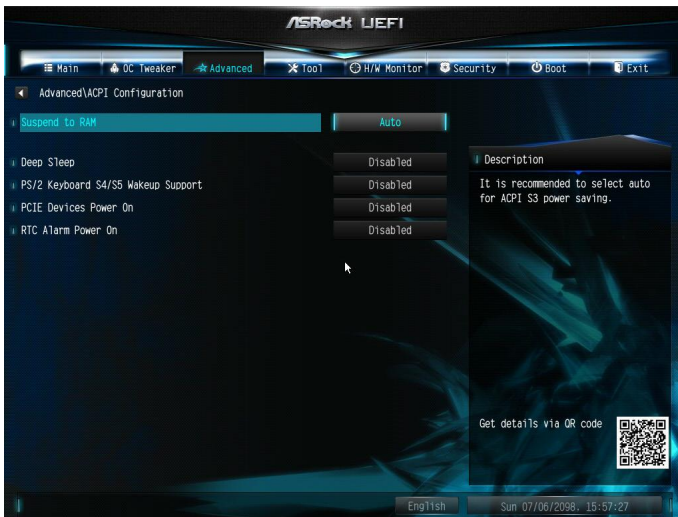 ASRock UEFI
Main
OC Tweaker
Advanced
Tool
H/W Monitor
Security
Boot
Exit
Advanced\ACPI Configuration
Suspend to RAM Auto
Deep Sleep Disabled
PS/2 Keyboard S4/S5 Wakeup Support Disabled
PCIE Devices Power On Disabled
RTC Alarm Power On Disabled
Description
It is recommended to select auto
for ACPI S3 power saving.
Get details via QR code
English
Sun 07/06/2098. 15:57:27